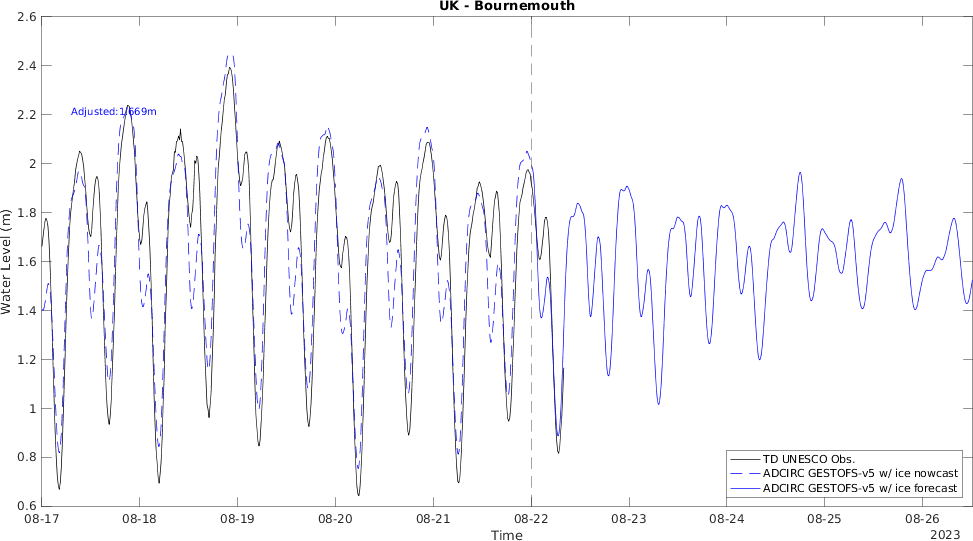 UK - Bournemouth
2.6
2.4
2.2
2
1.8
1.6
1.4
1.2
1
0.8
0.6
Water Level (m)
Adjusted:1.669m
TD UNESCO Obs.
ADCIRC GESTOFS-v5 w/ ice nowcast
ADCIRC GESTOFS-v5 w/ ice forecast
08-17 08-18 08-19 08-20 08-21 08-22 08-23 08-24 08-25 08-26
Time
2023